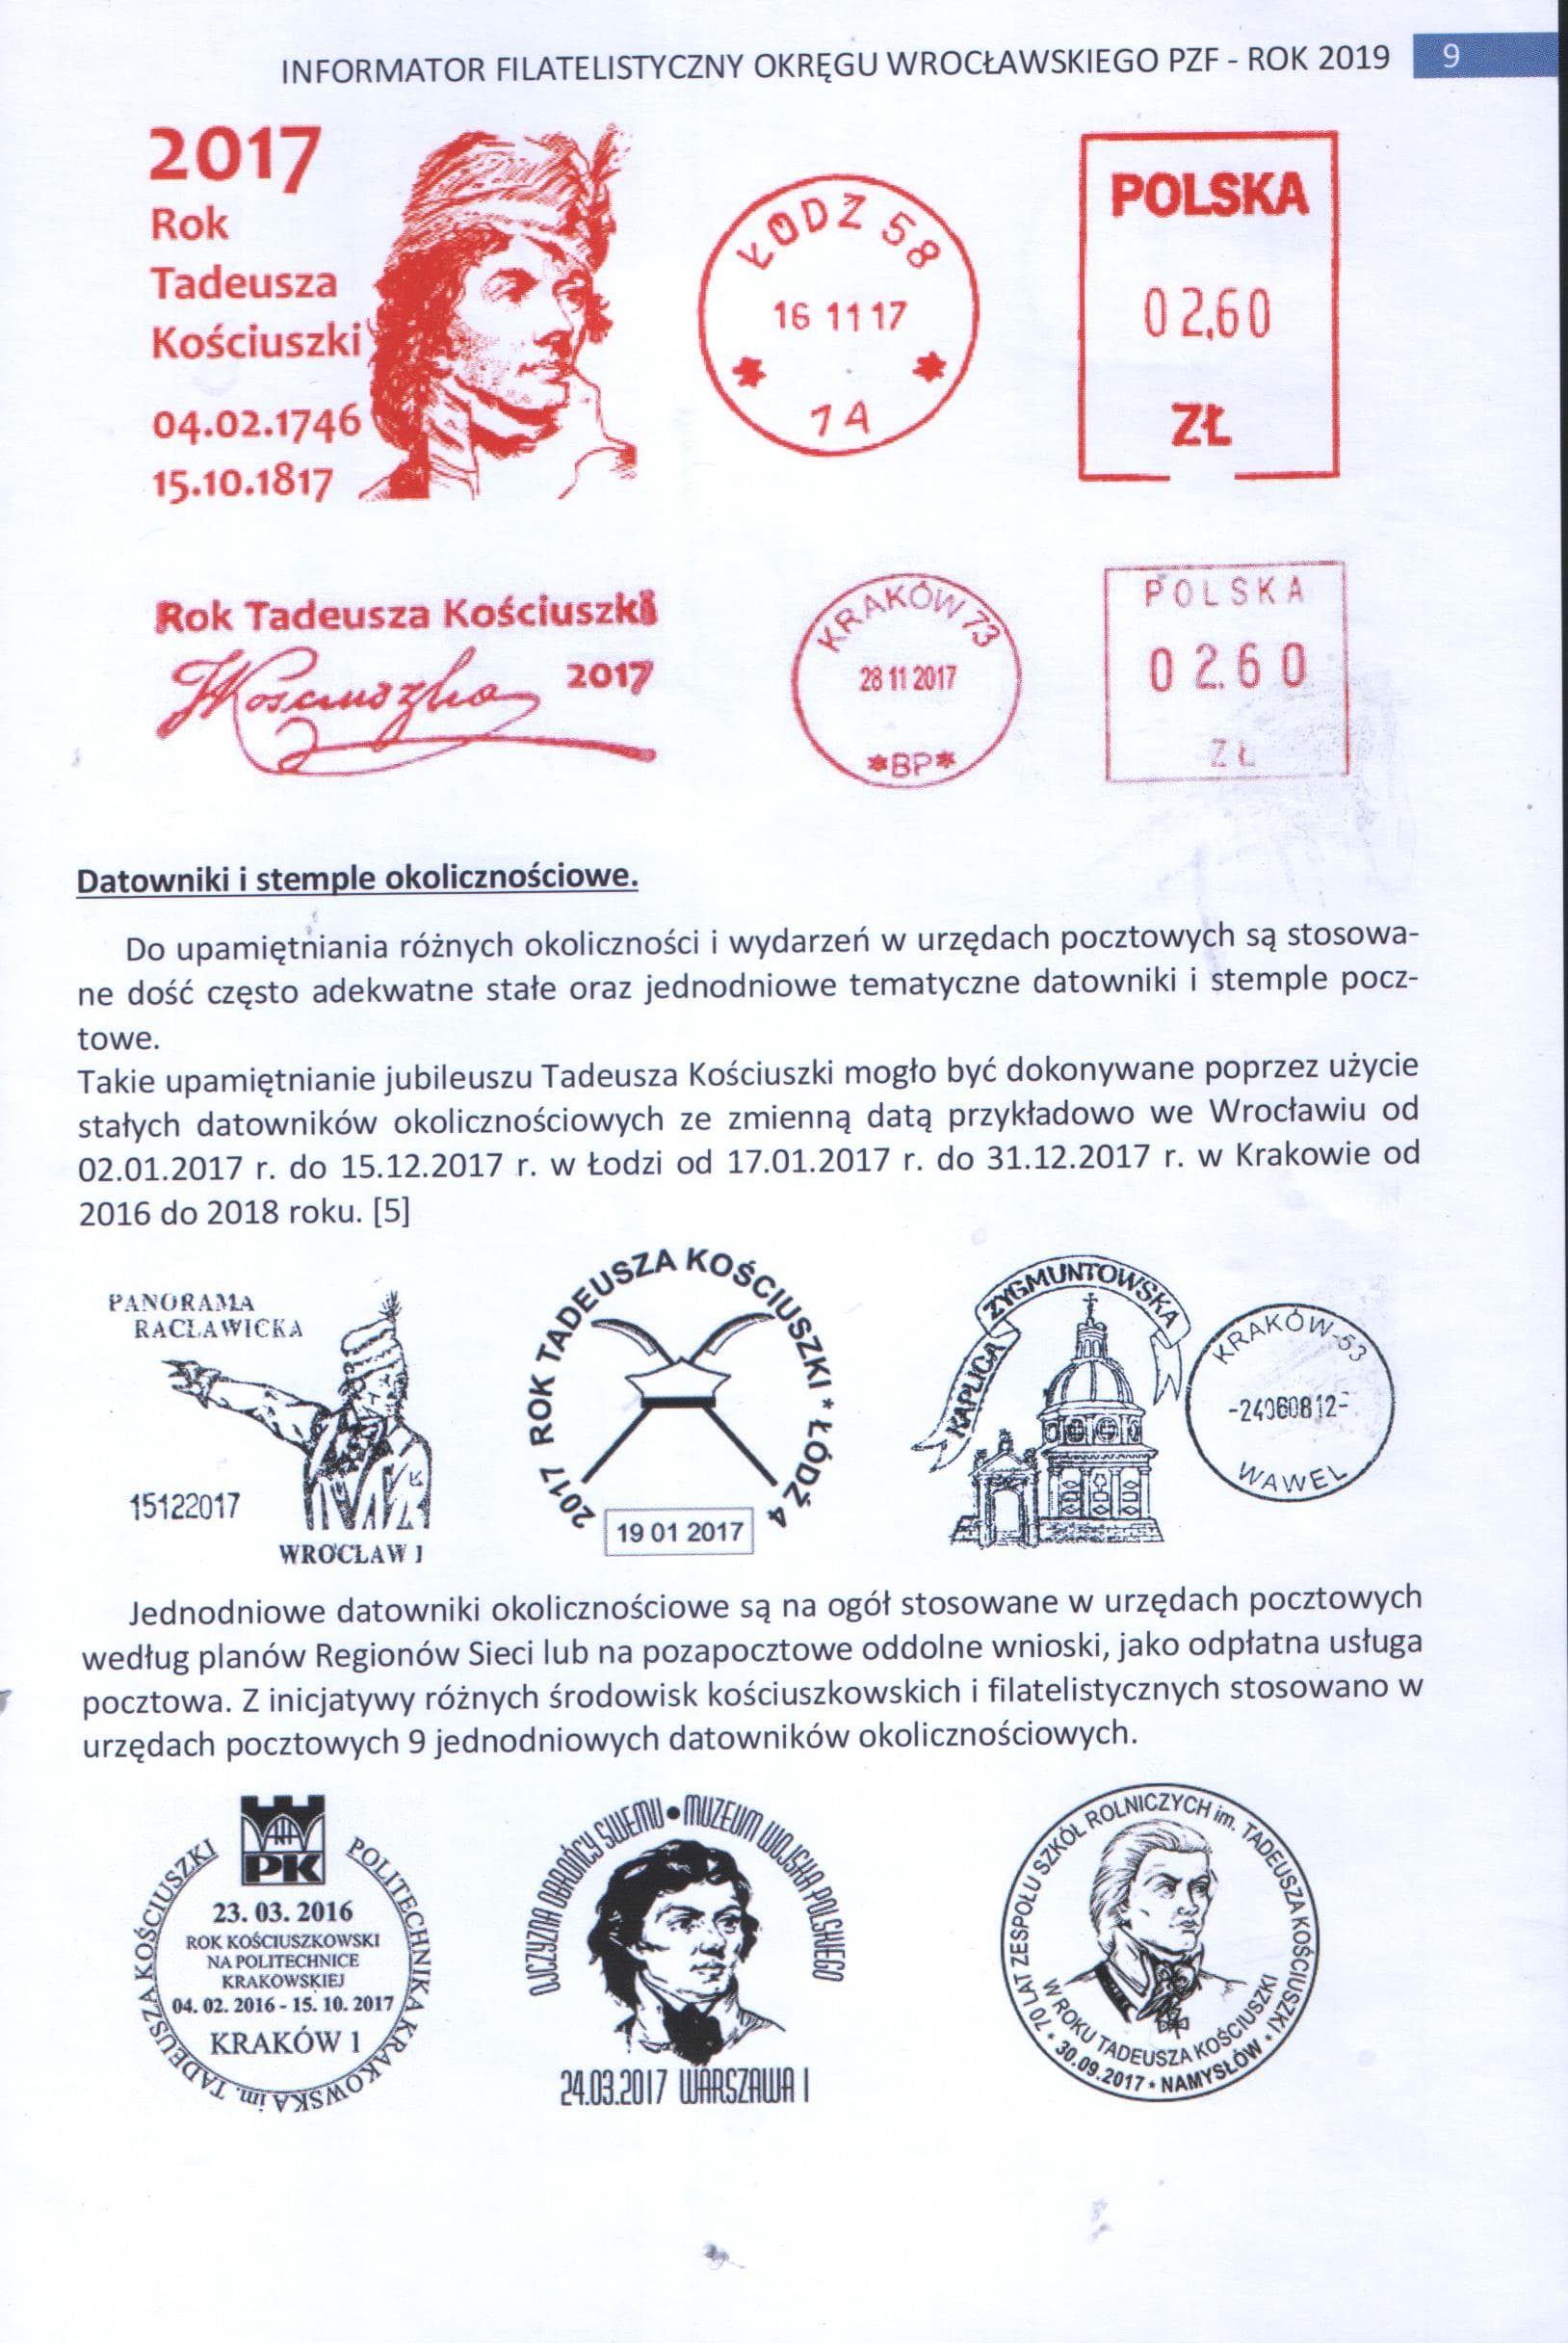 INFORMATOR FILATELISTYCZNY OKRĘGU WROCŁAWSKIEGO PZF - ROK 2019 9
2017
Rok
Tadeusza
Kościuszki
04.02.1746
15.10.1817
ŁÓDZ 58
16 11 17
* *
1A
POLSKA
02,60
ZŁ
Rok Tadeusza Kościuszki
2017
TKosciuszko
KRAKÓW 73
28 11 2017
*BP*
POLSKA
02.60
ZŁ
Datowniki i stemple okolicznościowe.
Do upamiętniania różnych okoliczności i wydarzeń w urzędach pocztowych są stosowa-
ne dość często adekwatne stałe oraz jednodniowe tematyczne datowniki i stemple pocz-
towe.
Takie upamiętnianie jubileuszu Tadeusza Kościuszki mogło być dokonywane poprzez użycie
stałych datowników okolicznościowych ze zmienną datą przykładowo we Wrocławiu od
02.01.2017 r. do 15.12.2017 r. w Łodzi od 17.01.2017 r. do 31.12.2017 r. w Krakowie od
2016 do 2018 roku. [5]
PANORAMA
RACŁAWICKA
15122017
WROCŁAW 1
2017 ROK TADEUSZA KOŚCIUSZKI * ŁÓDŹ 4
19 01 2017
KAPLICA ZYGMUNTOWSKA
KRAKÓW-53
-24060812-
WAWEL
Jednodniowe datowniki okolicznościowe są na ogół stosowane w urzędach pocztowych
według planów Regionów Sieci lub na pozapocztowe oddolne wnioski, jako odpłatna usługa
pocztowa. Z inicjatywy różnych środowisk kościuszkowskich i filatelistycznych stosowano w
urzędach pocztowych 9 jednodniowych datowników okolicznościowych.
PK
POLITECHNIKA KRAKOWSKA im. TADEUSZA KOŚCIUSZKI
23. 03. 2016
ROK KOŚCIUSZKOWSKI
NA POLITECHNICE
KRAKOWSKIEJ
04. 02. 2016 - 15. 10. 2017
KRAKÓW 1
OJCZYZNA OBROŃCY SWEMU • MUZEUM WOJSKA POLSKIEGO
24.03.2017 WARSZAWA 1
70 LAT ZESPOŁU SZKÓŁ ROLNICZYCH im. TADEUSZA KOŚCIUSZKI
W ROKU TADEUSZA KOŚCIUSZKI
* 30.09.2017 * NAMYSŁÓW *